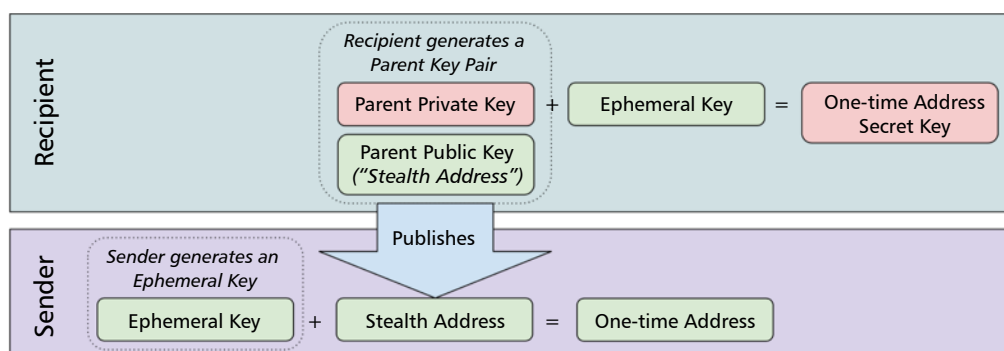 Recipient
Recipient generates a
Parent Key Pair
Parent Private Key + Ephemeral Key = One-time Address
Secret Key
Parent Public Key
(“Stealth Address”)
Publishes
Sender
Sender generates an
Ephemeral Key
Ephemeral Key + Stealth Address = One-time Address